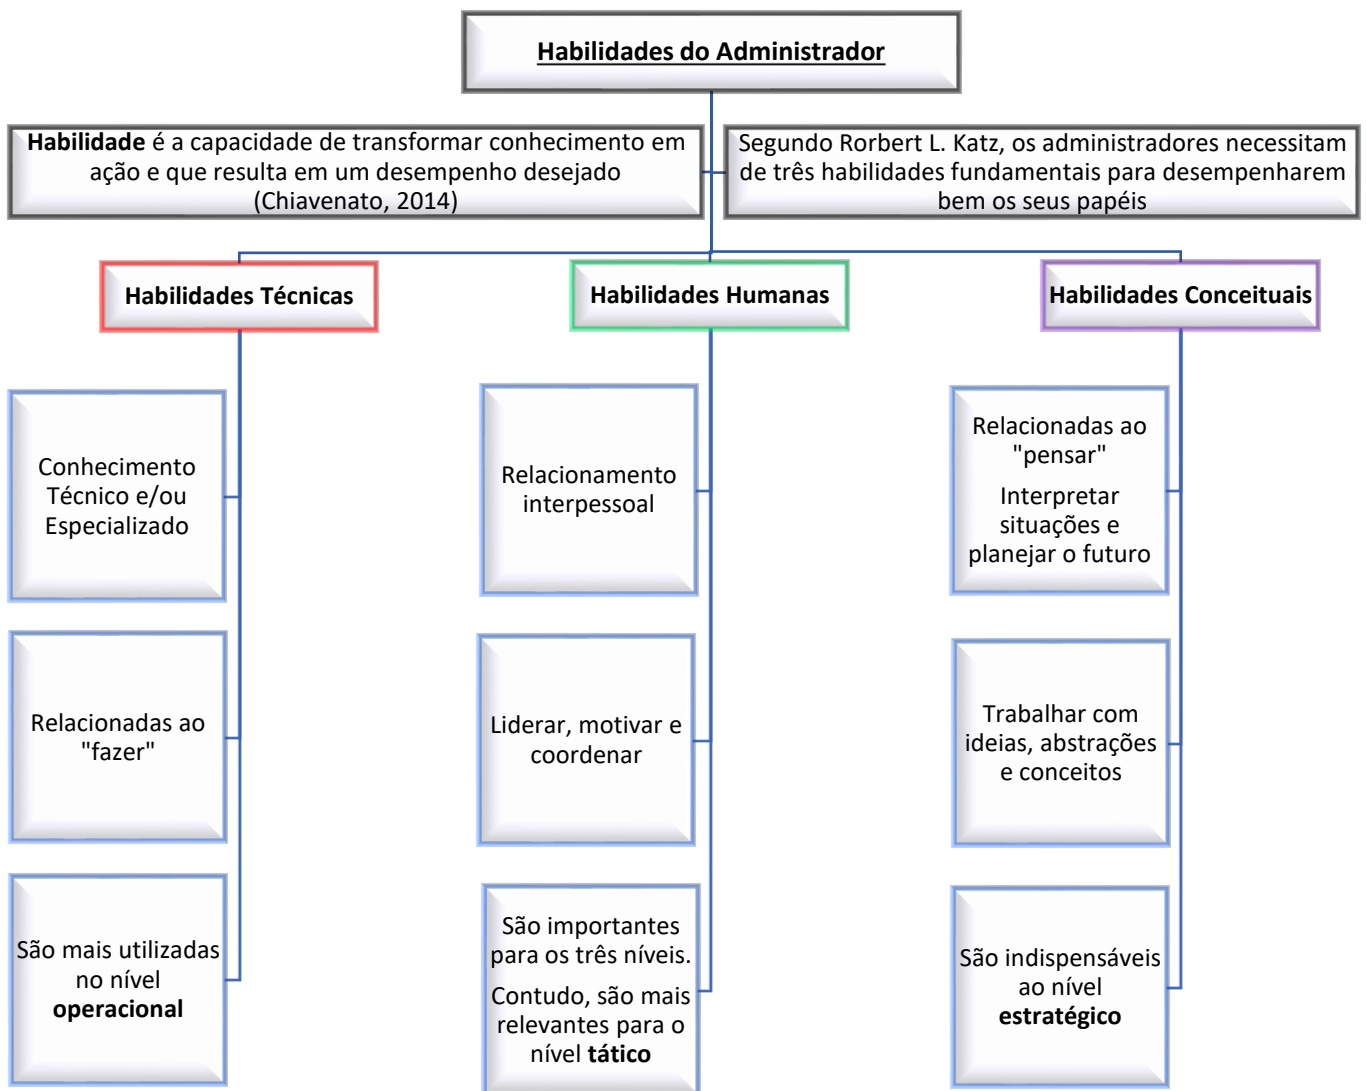 Habilidades do Administrador
Habilidade é a capacidade de transformar conhecimento em
ação e que resulta em um desempenho desejado
(Chiavenato, 2014)
Segundo Rorbert L. Katz, os administradores necessitam
de três habilidades fundamentais para desempenharem
bem os seus papéis
Habilidades Técnicas
Conhecimento
Técnico e/ou
Especializado
Relacionadas ao
"fazer"
São mais utilizadas
no nível
operacional
Habilidades Humanas
Relacionamento
interpessoal
Liderar, motivar e
coordenar
São importantes
para os três níveis.
Contudo, são mais
relevantes para o
nível tático
Habilidades Conceituais
Relacionadas ao
"pensar"
Interpretar
situações e
planejar o futuro
Trabalhar com
ideias, abstrações
e conceitos
São indispensáveis
ao nível
estratégico